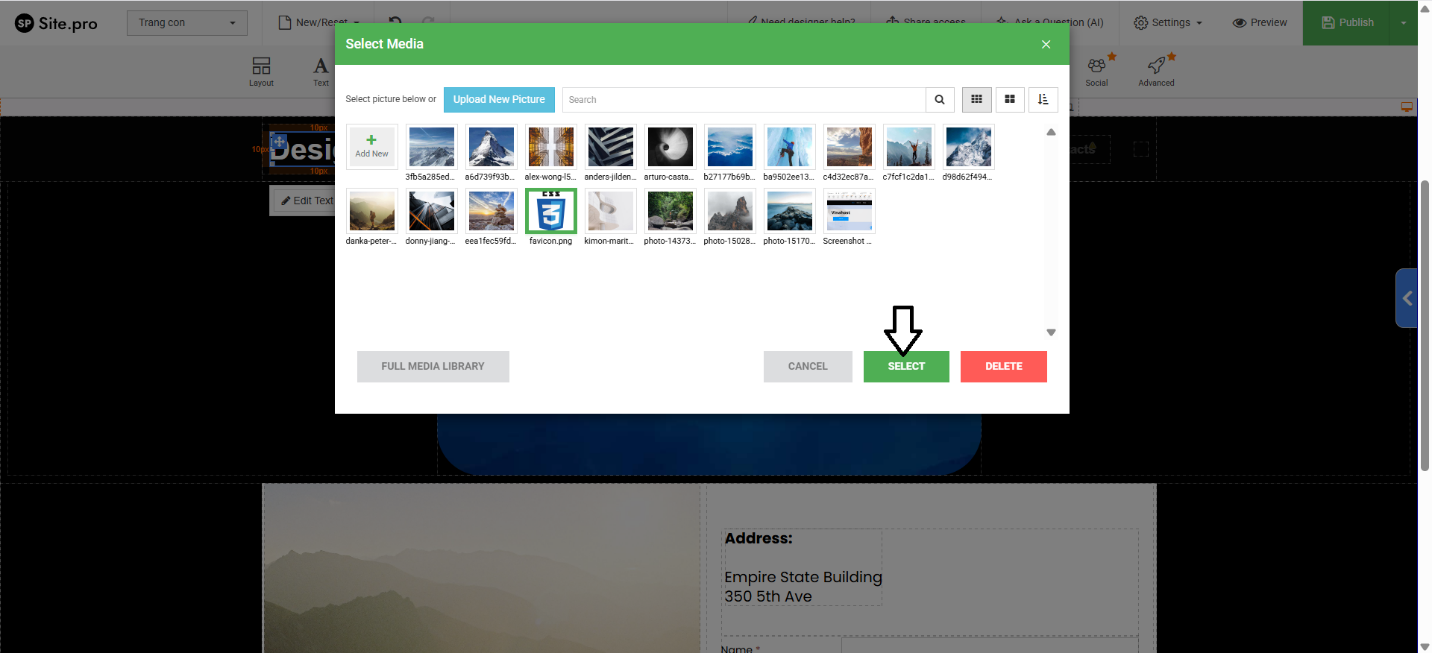 SP Site.pro
Trang con
New/Reset
Need designer help?
Share access
Ask a Question (AI)
Settings
Preview
Publish
Select Media
Layout
Text
Social
Advanced
Select picture below or
Upload New Picture
Search
10px
10px
Desi
10px
Edit Text
Add New
3fb5a285ed...
a6d739f93b...
alex-wong-l5...
anders-jilden...
arturo-casta...
b27177b69b...
ba9502ee13...
c4d32ec87a...
c7fcf1c2da1...
d98d62f494...
CSS
3
danka-peter-...
donny-jiang-...
eea1fec59fd...
favicon.png
kimon-marit...
photo-14373...
photo-15028...
photo-15170...
Screenshot ...
FULL MEDIA LIBRARY
CANCEL
SELECT
DELETE
Address:
Empire State Building
350 5th Ave
Name *